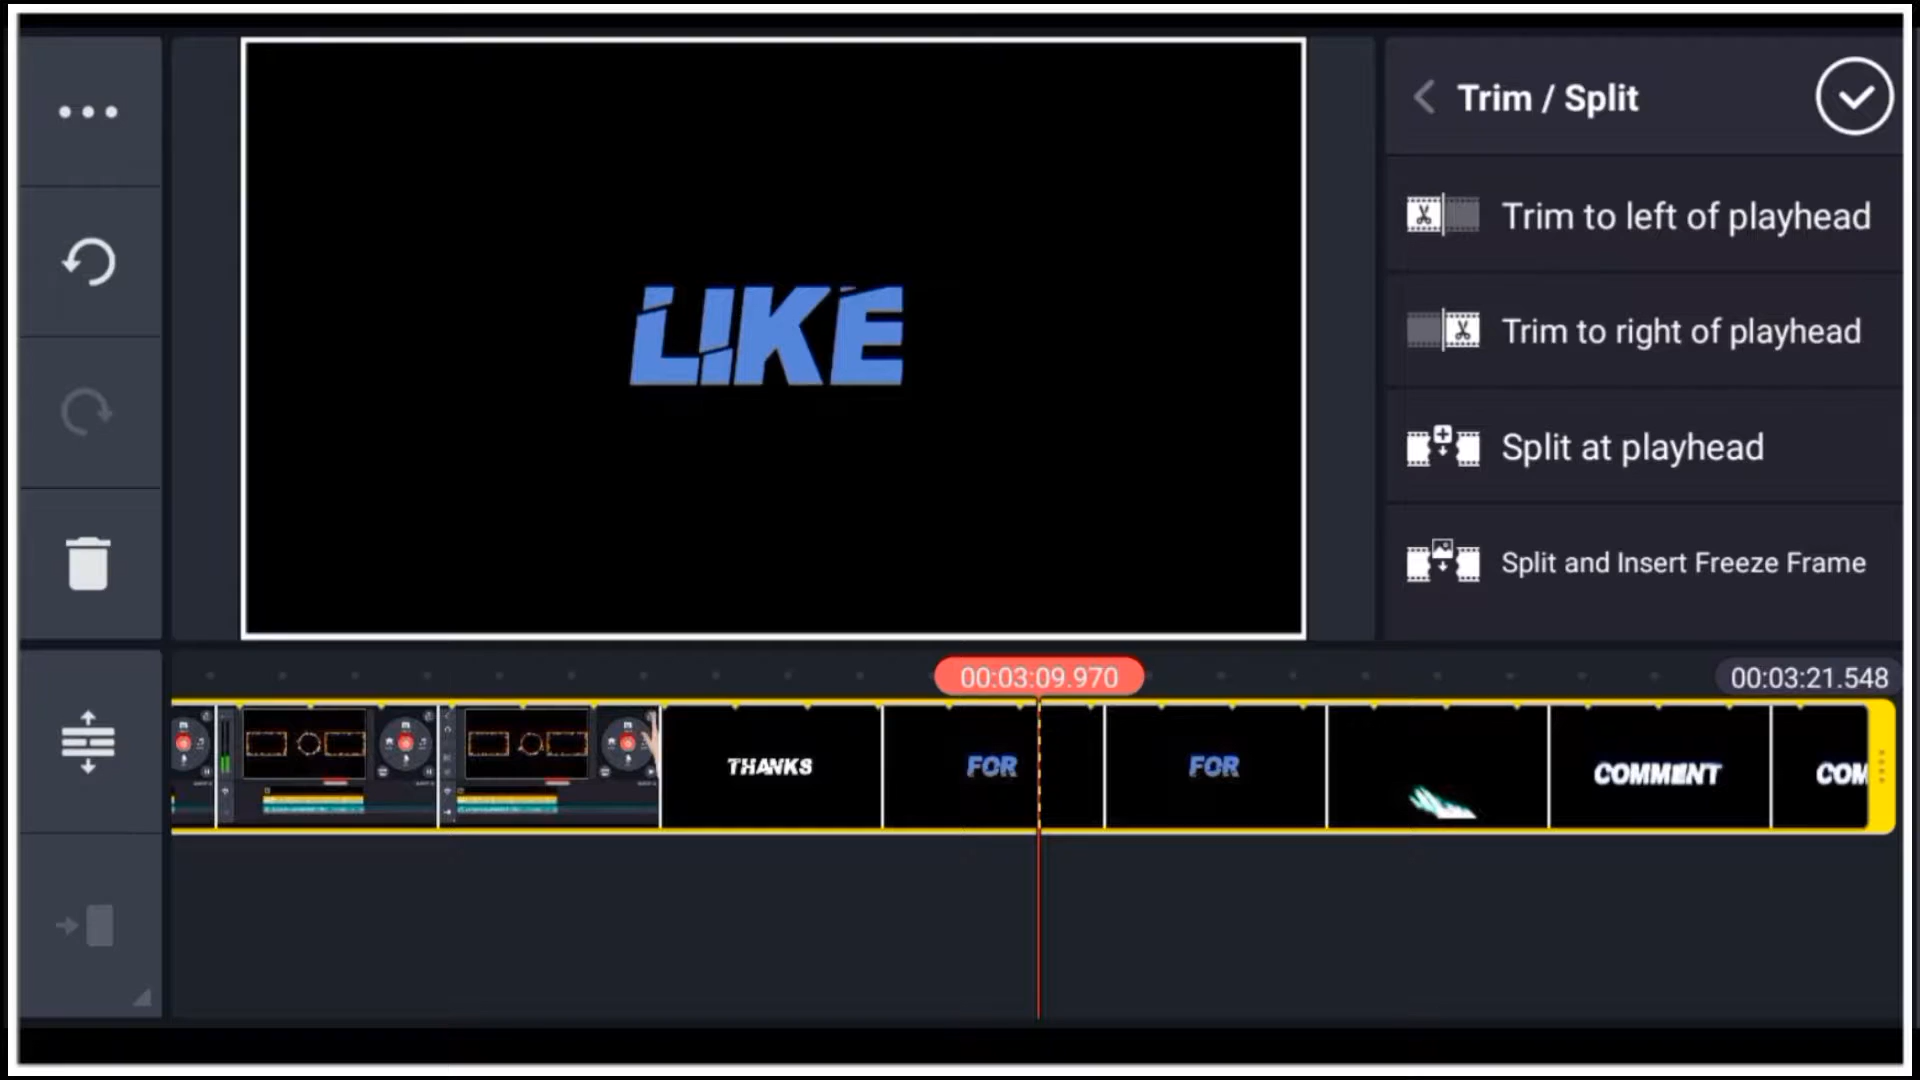 Trim / Split
Trim to left of playhead
LIKE
Trim to right of playhead
Split at playhead
Split and Insert Freeze Frame
00:03:09.970
00:03:21.548
THANKS
FOR
FOR
COMMENT
COM